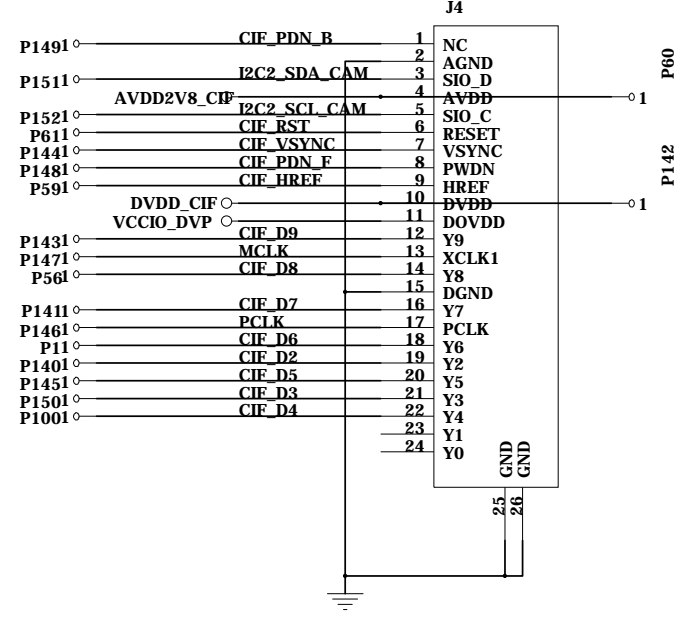 J4
P1491 CIF_PDN_B 1 NC
2 AGND
P1511 I2C2_SDA_CAM 3 SIO_D
AVDD2V8_CIF 4 AVDD 1 P60
P1521 I2C2_SCL_CAM 5 SIO_C
P611 CIF_RST 6 RESET
P1441 CIF_VSYNC 7 VSYNC
P1481 CIF_PDN_F 8 PWDN
P591 CIF_HREF 9 HREF
DVDD_CIF 10 DVDD 1 P142
VCCIO_DVP 11 DOVDD
P1431 CIF_D9 12 Y9
P1471 MCLK 13 XCLK1
P561 CIF_D8 14 Y8
15 DGND
P1411 CIF_D7 16 Y7
P1461 PCLK 17 PCLK
P11 CIF_D6 18 Y6
P1401 CIF_D2 19 Y2
P1451 CIF_D5 20 Y5
P1501 CIF_D3 21 Y3
P1001 CIF_D4 22 Y4
23 Y1
24 Y0
GND GND
25 26